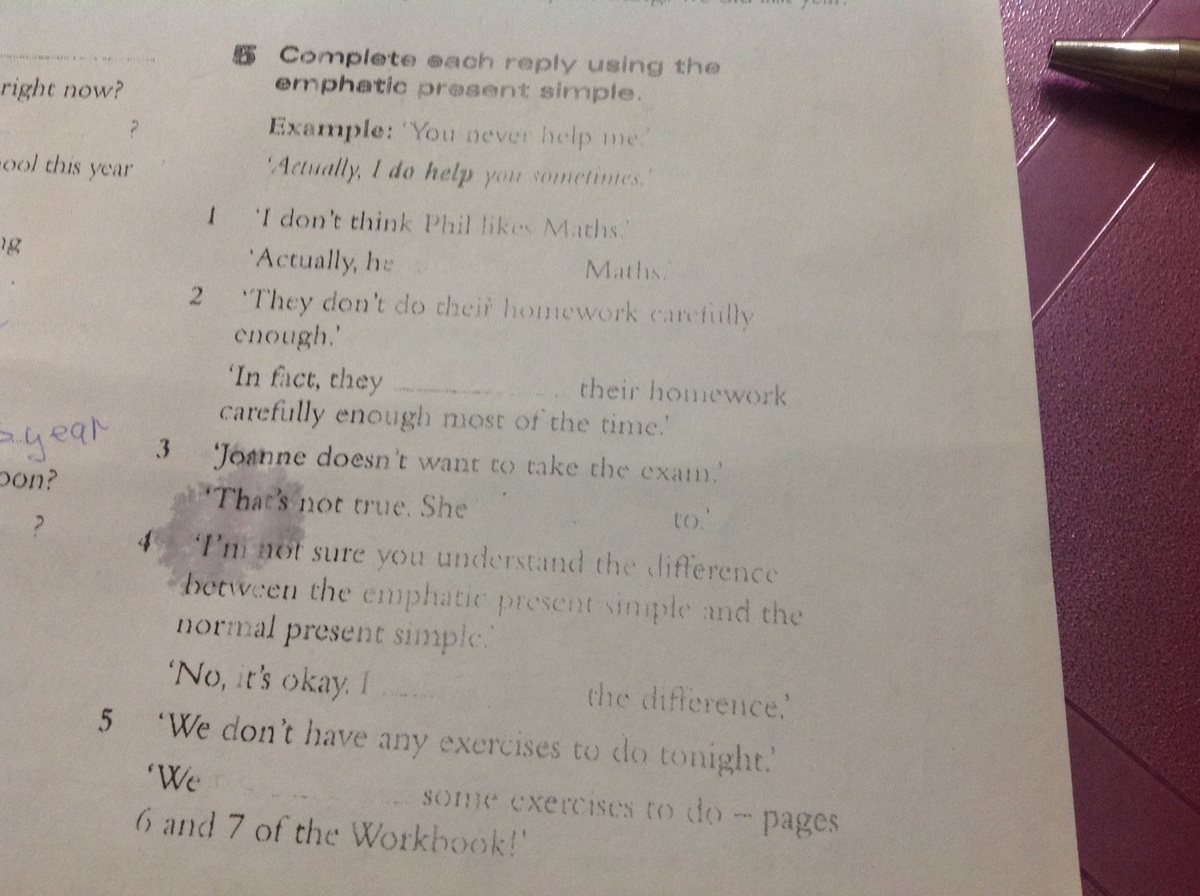 right now?
?
ool this year
ng
s year
oon?
?
5 Complete each reply using the
emphatic present simple.
Example: 'You never help me.'
'Actually, I do help you sometimes.'
1 'I don't think Phil likes Maths.'
'Actually, he Maths.'
2 'They don't do their homework carefully
enough.'
'In fact, they .................... their homework
carefully enough most of the time.'
3 'Joanne doesn't want to take the exam.'
'That's not true. She to.'
4 'I'm not sure you understand the difference
between the emphatic present simple and the
normal present simple.'
'No, it's okay. I ...... the difference.'
5 'We don't have any exercises to do tonight.'
'We .................... some exercises to do – pages
6 and 7 of the Workbook!'